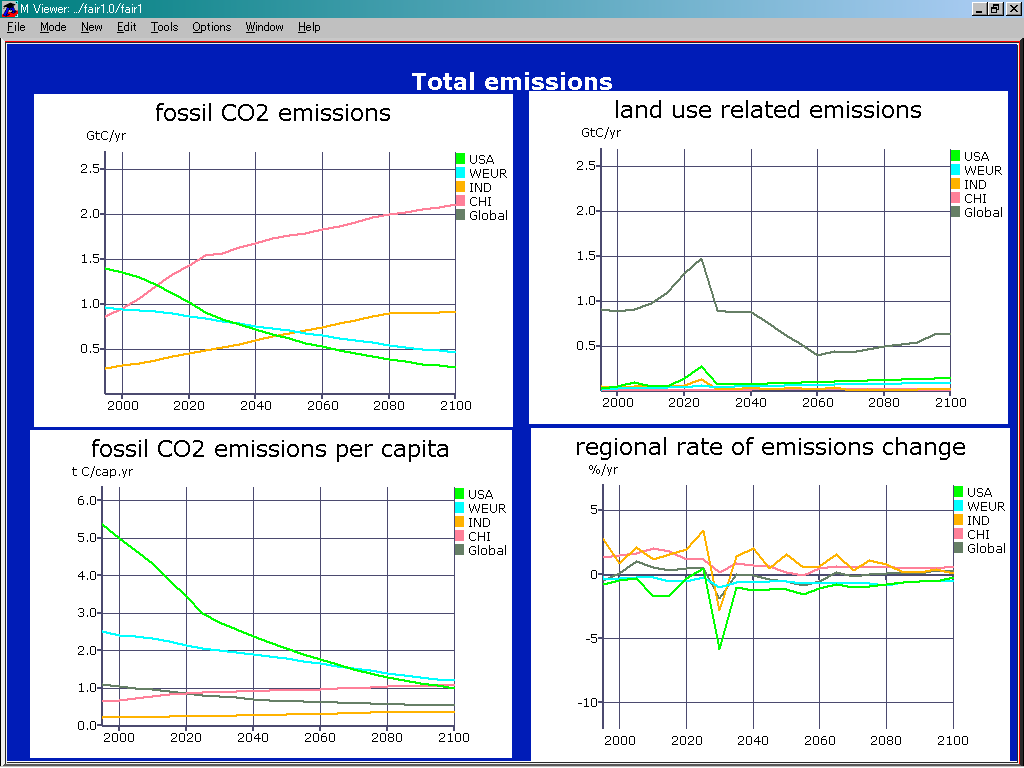 M Viewer: ../fair1.0/fair1
File Mode New Edit Tools Options Window Help
Total emissions
fossil CO2 emissions
GtC/yr
2.5
2.0
1.5
1.0
0.5
2000 2020 2040 2060 2080 2100
USA
WEUR
IND
CHI
Global
land use related emissions
GtC/yr
2.5
2.0
1.5
1.0
0.5
2000 2020 2040 2060 2080 2100
USA
WEUR
IND
CHI
Global
fossil CO2 emissions per capita
t C/cap.yr
6.0
5.0
4.0
3.0
2.0
1.0
0.0
2000 2020 2040 2060 2080 2100
USA
WEUR
IND
CHI
Global
regional rate of emissions change
%/yr
5
0
-5
-10
2000 2020 2040 2060 2080 2100
USA
WEUR
IND
CHI
Global